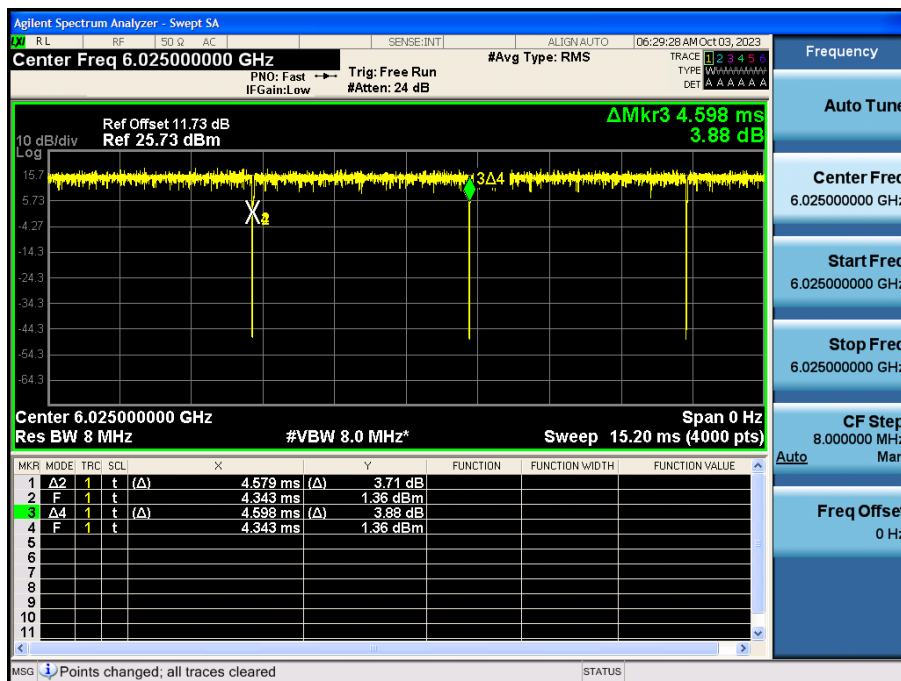 Agilent Spectrum Analyzer - Swept SA
LXI RL RF 50 Ω AC SENSE:INT ALIGN AUTO 06:29:28 AM Oct 03, 2023
Center Freq 6.025000000 GHz
#Avg Type: RMS
TRACE 1 2 3 4 5 6
PNO: Fast Trig: Free Run
TYPE WWWWWW
IFGain:Low #Atten: 24 dB
DET A A A A A A
ΔMkr3 4.598 ms
3.88 dB
Ref Offset 11.73 dB
10 dB/div Ref 25.73 dBm
Log
15.7
3Δ4
5.73
-4.27
-14.3
-24.3
-34.3
-44.3
-54.3
-64.3
Center 6.025000000 GHz Span 0 Hz
Res BW 8 MHz #VBW 8.0 MHz* Sweep 15.20 ms (4000 pts)
MKR MODE TRC SCL X Y FUNCTION FUNCTION WIDTH FUNCTION VALUE
1 Δ2 1 t (Δ) 4.579 ms (Δ) 3.71 dB
2 F 1 t 4.343 ms 1.36 dBm
3 Δ4 1 t (Δ) 4.598 ms (Δ) 3.88 dB
4 F 1 t 4.343 ms 1.36 dBm
5
6
7
8
9
10
11
MSG Points changed; all traces cleared STATUS
Frequency
Auto Tune
Center Freq
6.025000000 GHz
Start Freq
6.025000000 GHz
Stop Freq
6.025000000 GHz
CF Step
8.000000 MHz
Auto Man
Freq Offset
0 Hz